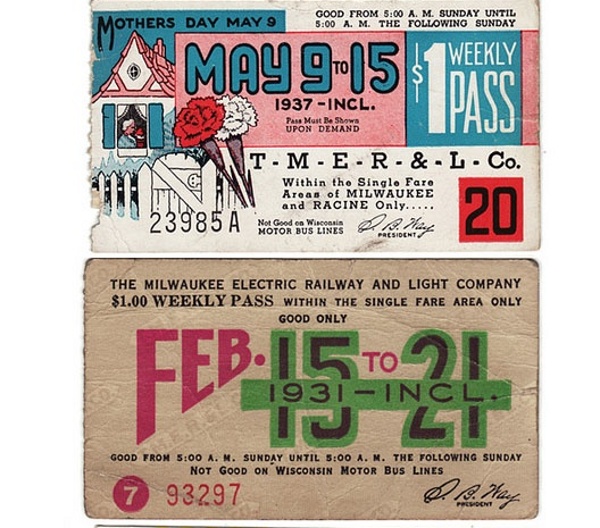 MOTHERS DAY MAY 9
GOOD FROM 5:00 A. M. SUNDAY UNTIL
5:00 A. M. THE FOLLOWING SUNDAY
MAY 9 TO 15
1937-INCL.
Pass Must Be Shown
UPON DEMAND
$1 WEEKLY PASS
T-M-E-R-&-L-Co.
Within the Single Fare
Areas of MILWAUKEE
and RACINE Only.....
20
23985A
Not Good on Wisconsin
MOTOR BUS LINES
S. B. Way
PRESIDENT
THE MILWAUKEE ELECTRIC RAILWAY AND LIGHT COMPANY
$1.00 WEEKLY PASS WITHIN THE SINGLE FARE AREA ONLY
GOOD ONLY
FEB. 15 TO 21
1931-INCL.
GOOD FROM 5:00 A. M. SUNDAY UNTIL 5:00 A. M. THE FOLLOWING SUNDAY
NOT GOOD ON WISCONSIN MOTOR BUS LINES
7 93297
S. B. Way
PRESIDENT